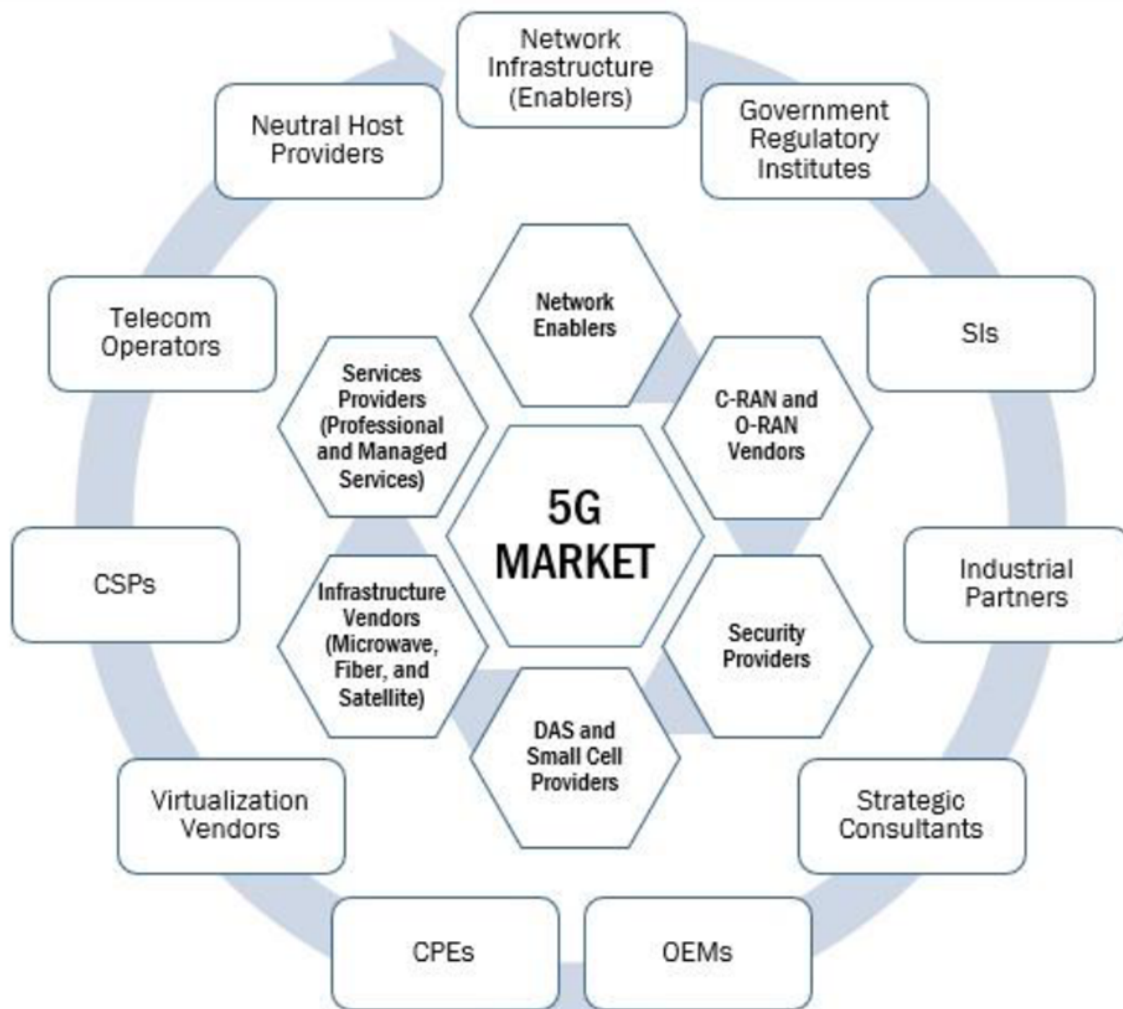 Network
Infrastructure
(Enablers)
Government
Regulatory
Institutes
SIs
Industrial
Partners
Strategic
Consultants
OEMs
CPEs
Virtualization
Vendors
CSPs
Telecom
Operators
Neutral Host
Providers
Network
Enablers
C-RAN and
O-RAN
Vendors
Security
Providers
DAS and
Small Cell
Providers
Infrastructure
Vendors
(Microwave,
Fiber, and
Satellite)
Services
Providers
(Professional
and Managed
Services)
5G
MARKET